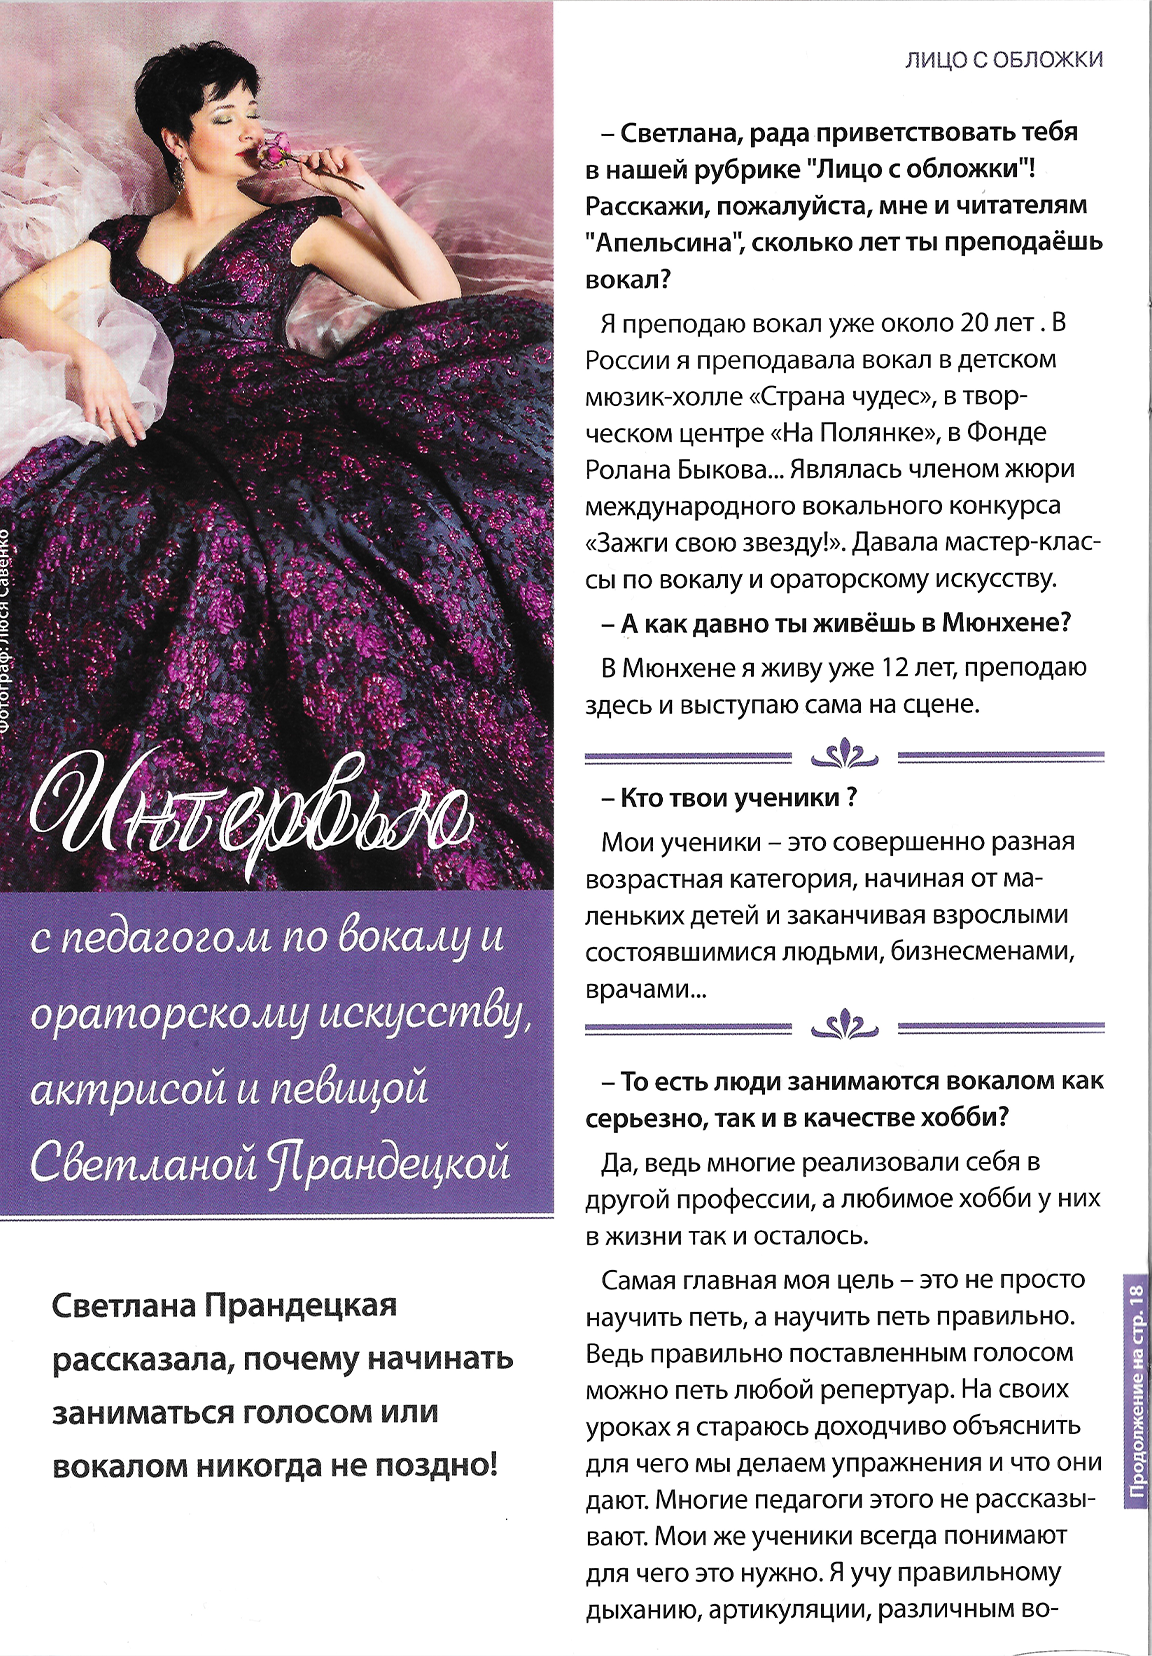 ЛИЦО С ОБЛОЖКИ
Фотограф: Люся Савенко
Интервью
с педагогом по вокалу и
ораторскому искусству,
актрисой и певицой
Светланой Прандецкой
Светлана Прандецкая
рассказала, почему начинать
заниматься голосом или
вокалом никогда не поздно!
– Светлана, рада приветствовать тебя
в нашей рубрике "Лицо с обложки"!
Расскажи, пожалуйста, мне и читателям
"Апельсина", сколько лет ты преподаёшь
вокал?
Я преподаю вокал уже около 20 лет . В
России я преподавала вокал в детском
мюзик-холле «Страна чудес», в твор-
ческом центре «На Полянке», в Фонде
Ролана Быкова... Являлась членом жюри
международного вокального конкурса
«Зажги свою звезду!». Давала мастер-клас-
сы по вокалу и ораторскому искусству.
– А как давно ты живёшь в Мюнхене?
В Мюнхене я живу уже 12 лет, преподаю
здесь и выступаю сама на сцене.
– Кто твои ученики ?
Мои ученики – это совершенно разная
возрастная категория, начиная от ма-
леньких детей и заканчивая взрослыми
состоявшимися людьми, бизнесменами,
врачами...
– То есть люди занимаются вокалом как
серьезно, так и в качестве хобби?
Да, ведь многие реализовали себя в
другой профессии, а любимое хобби у них
в жизни так и осталось.
Самая главная моя цель – это не просто
научить петь, а научить петь правильно.
Ведь правильно поставленным голосом
можно петь любой репертуар. На своих
уроках я стараюсь доходчиво объяснить
для чего мы делаем упражнения и что они
дают. Многие педагоги этого не рассказы-
вают. Мои же ученики всегда понимают
для чего это нужно. Я учу правильному
дыханию, артикуляции, различным во-
Продолжение на стр. 18